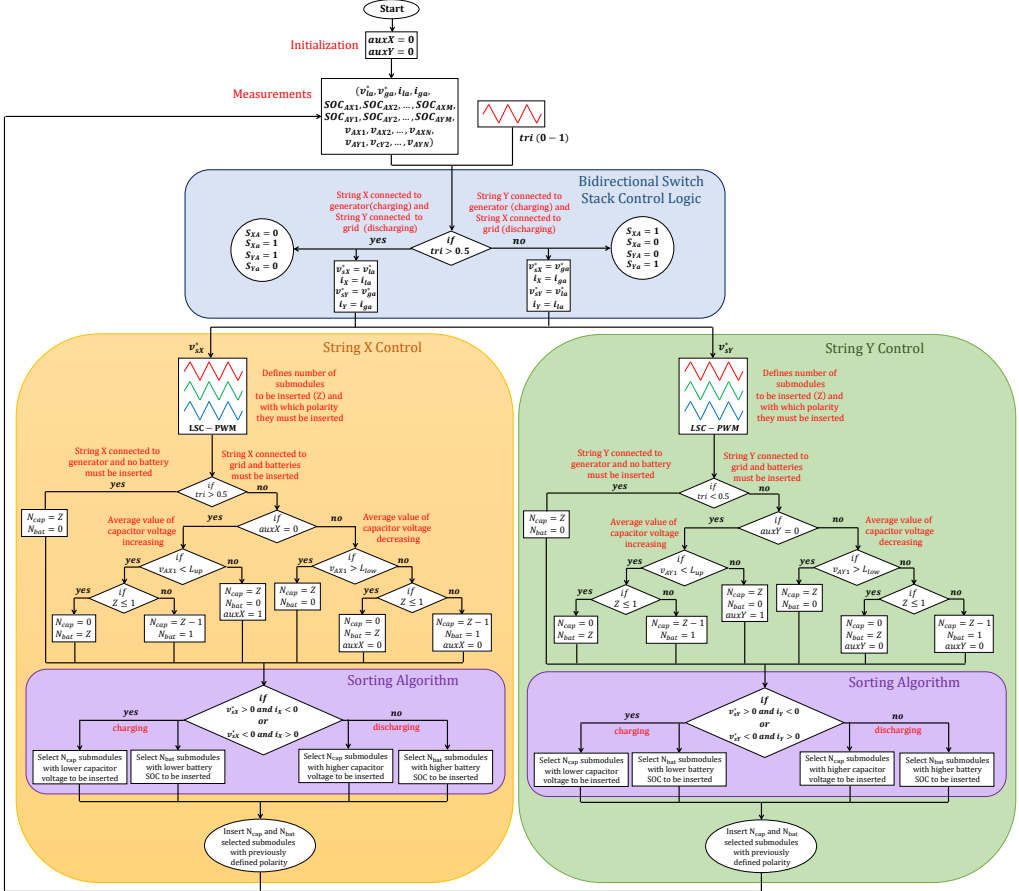 Start
Initialization
auxX = 0
auxY = 0
Measurements
(v*la, v*ga, ila, iga,
SOCAX1, SOCAX2, ..., SOCAXM,
SOCAY1, SOCAY2, ..., SOCAYM,
vAX1, vAX2, ..., vAXN,
vAY1, vcY2, ..., vAYN)
tri (0 − 1)
Bidirectional Switch
Stack Control Logic
String X connected to
generator(charging) and
String Y connected to
grid (discharging)
String Y connected to
generator (charging) and
String X connected to
grid (discharging)
SXA = 0
SXa = 1
SYA = 1
SYa = 0
yes
if
tri > 0.5
no
SXA = 1
SXa = 0
SYA = 0
SYa = 1
v*sX = v*la
iX = ila
v*sY = v*ga
iY = iga
v*sX = v*ga
iX = iga
v*sY = v*la
iY = ila
v*sX
String X Control
Defines number of
submodules
to be inserted (Z) and
with which polarity
they must be inserted
LSC − PWM
String X connected to
generator and no battery
must be inserted
String X connected to
grid and batteries
must be inserted
yes
if
tri > 0.5
no
Ncap = Z
Nbat = 0
Average value of
capacitor voltage
increasing
yes
if
auxX = 0
no
Average value of
capacitor voltage
decreasing
yes
if
vAX1 < Lup
no
yes
if
vAX1 > Llow
no
yes
if
Z ≤ 1
no
Ncap = Z
Nbat = 0
auxX = 1
Ncap = Z
Nbat = 0
yes
if
Z ≤ 1
no
Ncap = 0
Nbat = Z
Ncap = Z − 1
Nbat = 1
Ncap = 0
Nbat = Z
auxX = 0
Ncap = Z − 1
Nbat = 1
auxX = 0
Sorting Algorithm
yes
charging
if
v*sX > 0 and iX < 0
or
v*sX < 0 and iX > 0
no
discharging
Select Ncap submodules
with lower capacitor
voltage to be inserted
Select Nbat submodules
with lower battery
SOC to be inserted
Select Ncap submodules
with higher capacitor
voltage to be inserted
Select Nbat submodules
with higher battery
SOC to be inserted
Insert Ncap and Nbat
selected submodules
with previously
defined polarity
v*sY
String Y Control
Defines number of
submodules
to be inserted (Z) and
with which polarity
they must be inserted
LSC − PWM
String Y connected to
generator and no battery
must be inserted
String Y connected to
grid and batteries
must be inserted
yes
if
tri < 0.5
no
Ncap = Z
Nbat = 0
Average value of
capacitor voltage
increasing
yes
if
auxY = 0
no
Average value of
capacitor voltage
decreasing
yes
if
vAY1 < Lup
no
yes
if
vAY1 > Llow
no
yes
if
Z ≤ 1
no
Ncap = Z
Nbat = 0
auxY = 1
Ncap = Z
Nbat = 0
yes
if
Z ≤ 1
no
Ncap = 0
Nbat = Z
Ncap = Z − 1
Nbat = 1
Ncap = 0
Nbat = Z
auxY = 0
Ncap = Z − 1
Nbat = 1
auxY = 0
Sorting Algorithm
yes
charging
if
v*sY > 0 and iY < 0
or
v*sY < 0 and iY > 0
no
discharging
Select Ncap submodules
with lower capacitor
voltage to be inserted
Select Nbat submodules
with lower battery
SOC to be inserted
Select Ncap submodules
with higher capacitor
voltage to be inserted
Select Nbat submodules
with higher battery
SOC to be inserted
Insert Ncap and Nbat
selected submodules
with previously
defined polarity